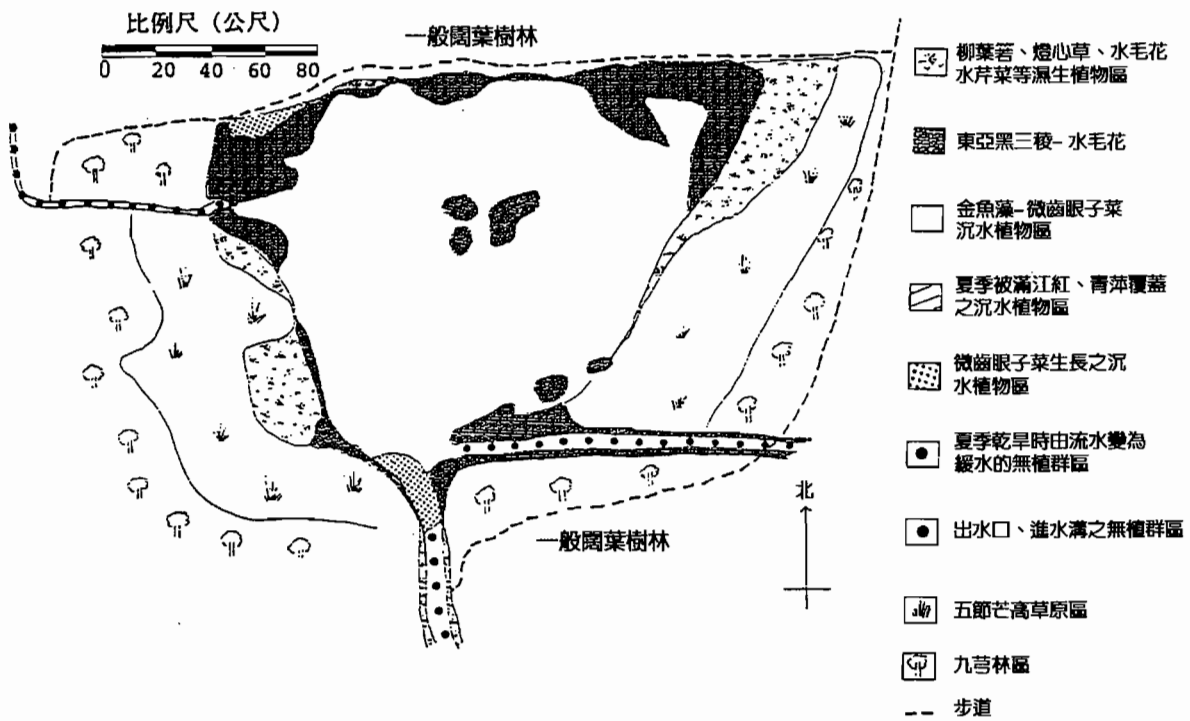 比例尺（公尺）
0 20 40 60 80
一般闊葉樹林
一般闊葉樹林
北
柳葉箬、燈心草、水毛花
水芹菜等濕生植物區
東亞黑三稜–水毛花
金魚藻–微齒眼子菜
沉水植物區
夏季被滿江紅、青萍覆蓋
之沉水植物區
微齒眼子菜生長之沉
水植物區
夏季乾旱時由流水變為
緩水的無植群區
出水口、進水溝之無植群區
五節芒高草原區
九芎林區
步道